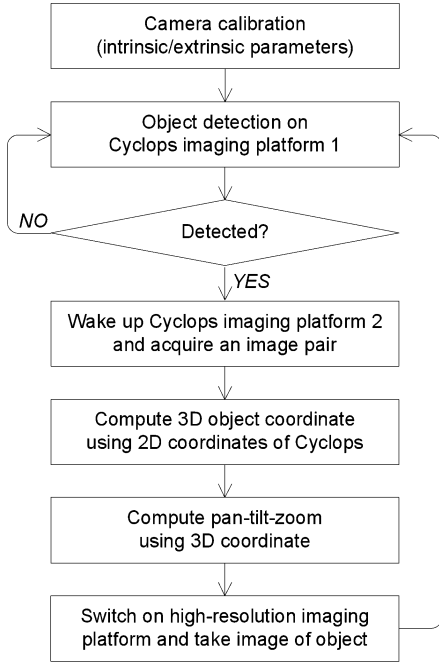 Camera calibration
(intrinsic/extrinsic parameters)
Object detection on
Cyclops imaging platform 1
NO
Detected?
YES
Wake up Cyclops imaging platform 2
and acquire an image pair
Compute 3D object coordinate
using 2D coordinates of Cyclops
Compute pan-tilt-zoom
using 3D coordinate
Switch on high-resolution imaging
platform and take image of object